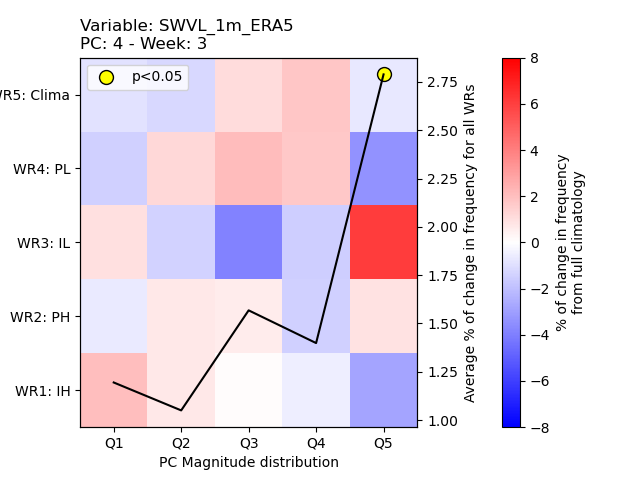 Variable: SWVL_1m_ERA5
PC: 4 - Week: 3
p<0.05
WR5: Clima
WR4: PL
WR3: IL
WR2: PH
WR1: IH
Q1 Q2 Q3 Q4 Q5
PC Magnitude distribution
2.75
2.50
2.25
2.00
1.75
1.50
1.25
1.00
Average % of change in frequency for all WRs
8
6
4
2
0
−2
−4
−6
−8
% of change in frequency
from full climatology